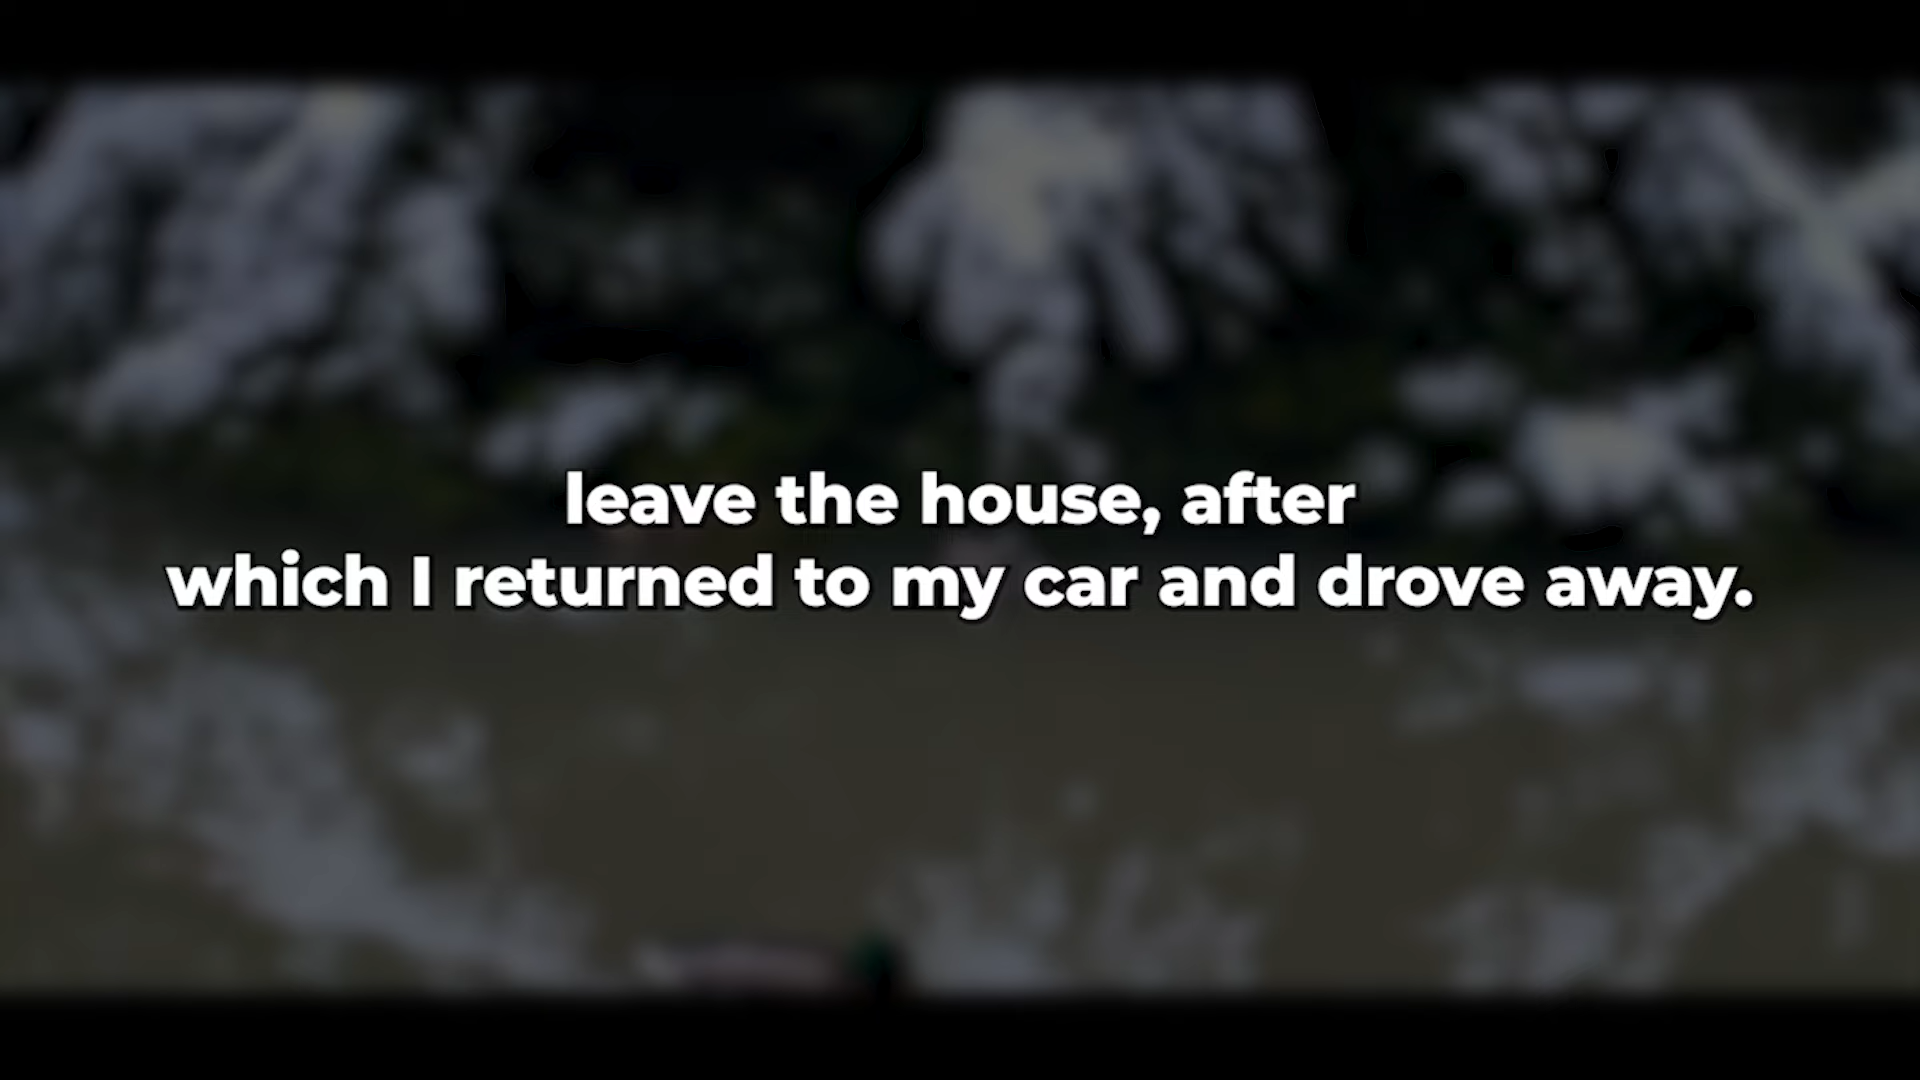 leave the house, after
which I returned to my car and drove away.